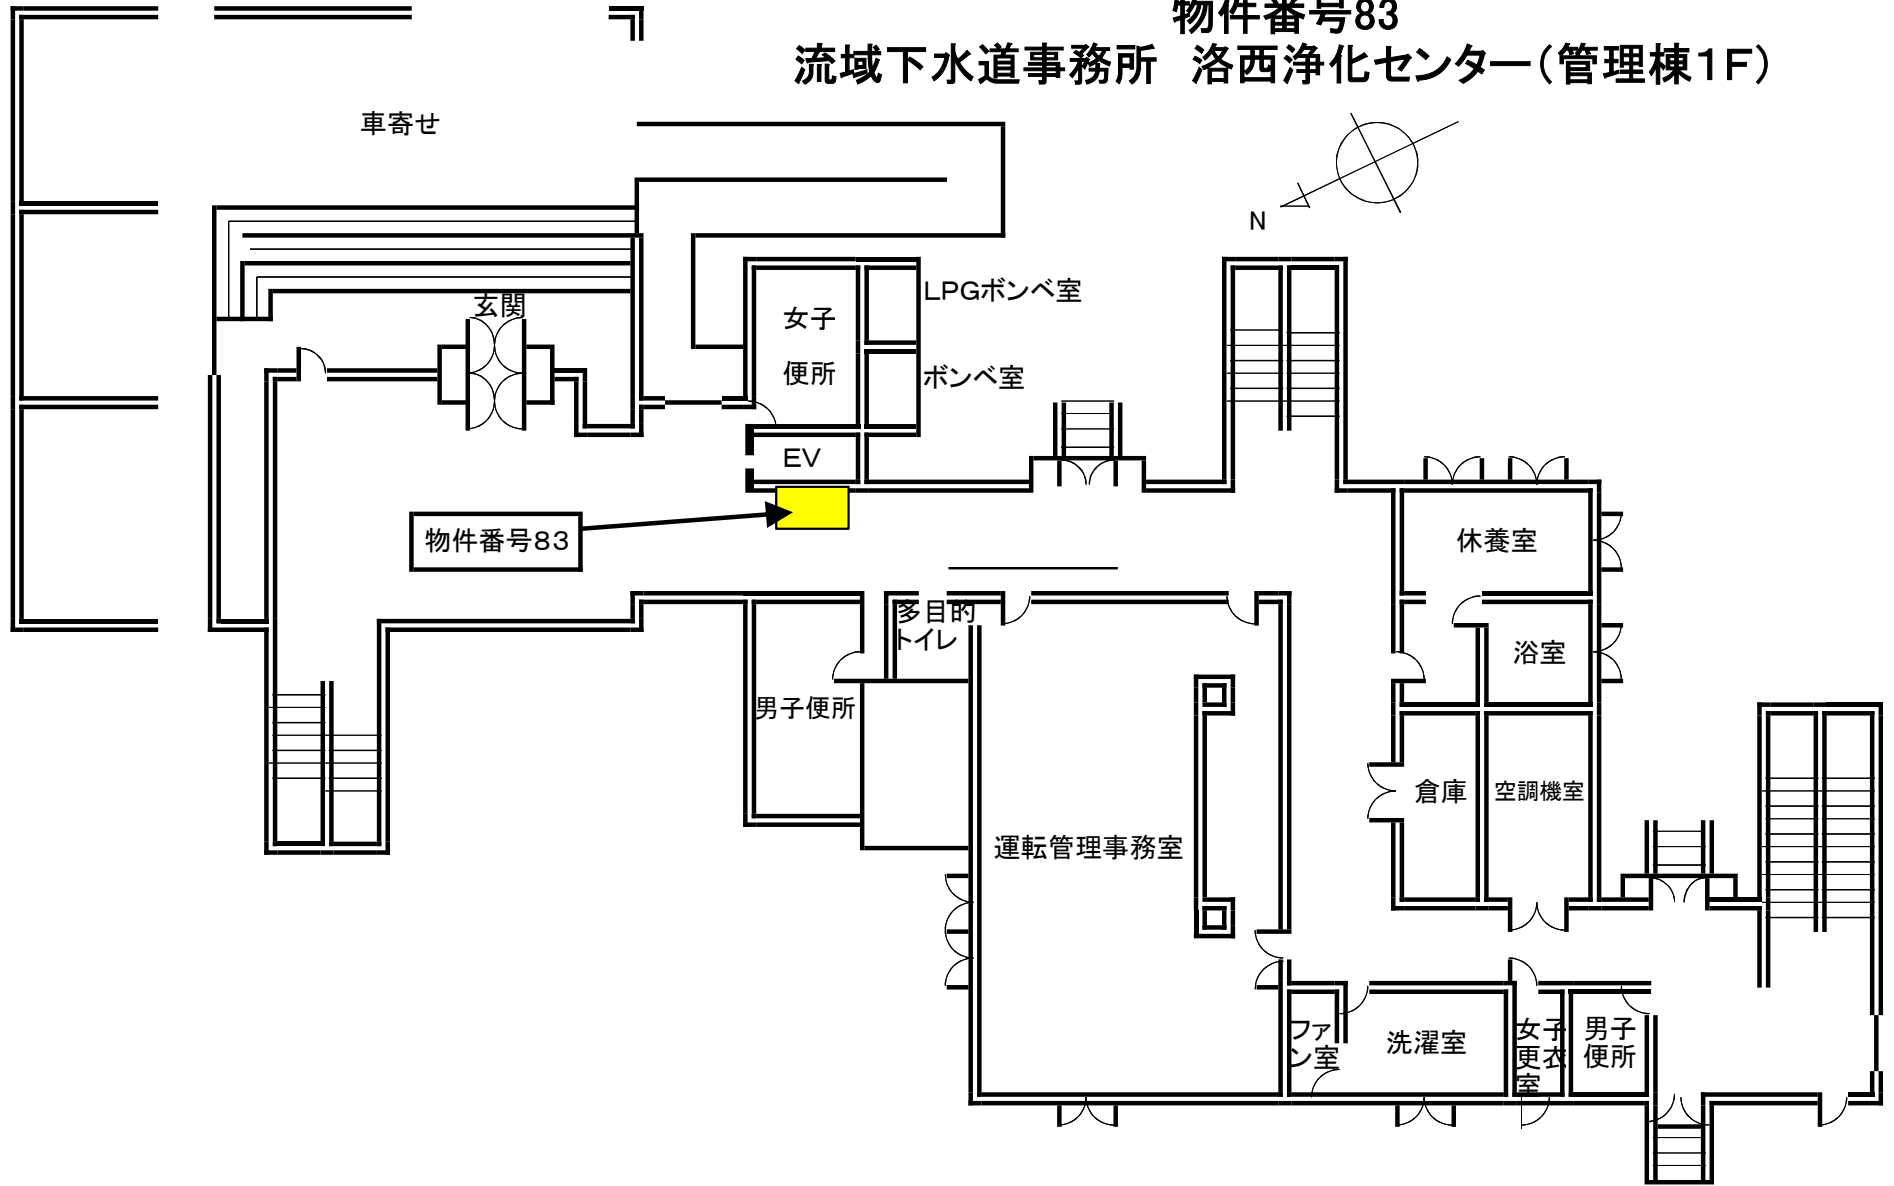 物件番号83
流域下水道事務所　洛西浄化センター（管理棟1F）
車寄せ
N
玄関
女子
便所
LPGボンベ室
ボンベ室
EV
物件番号83
休養室
多目的
トイレ
浴室
男子便所
倉庫
空調機室
運転管理事務室
ファ
ン室
洗濯室
女子
更衣
室
男子
便所